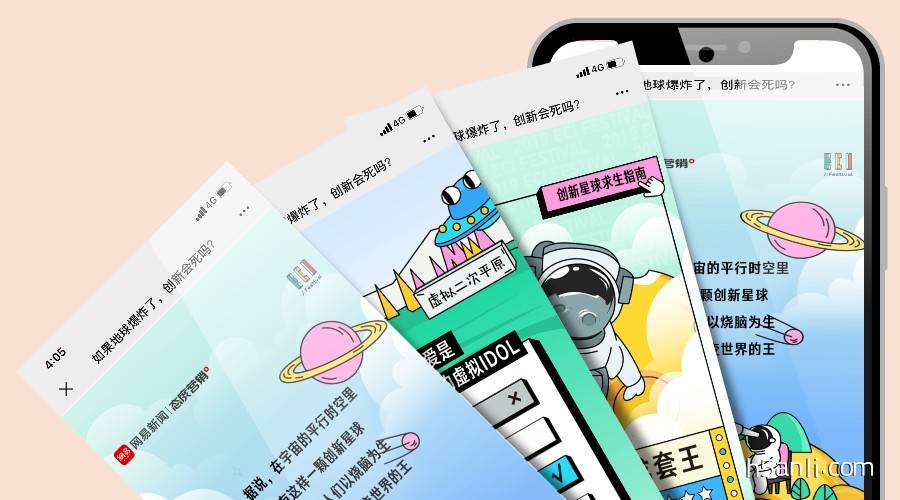 4:05
4G
如果地球爆炸了，创新会死吗?
网易
网易新闻
态度营销
Festival
据说，在宇宙的平行时空里
这样一颗创新星球
人们以烧脑为生
世界的王
4G
爆炸了，创新会死吗?
虚拟二次平原
爱是
虚拟IDOL
4G
球爆炸了，创新会死吗?
创新星球求生指南
套王
地球爆炸了，创新会死吗?
营销
Festival
宙的平行时空里
颗创新星球
以烧脑为生
世界的王
h5anli.com